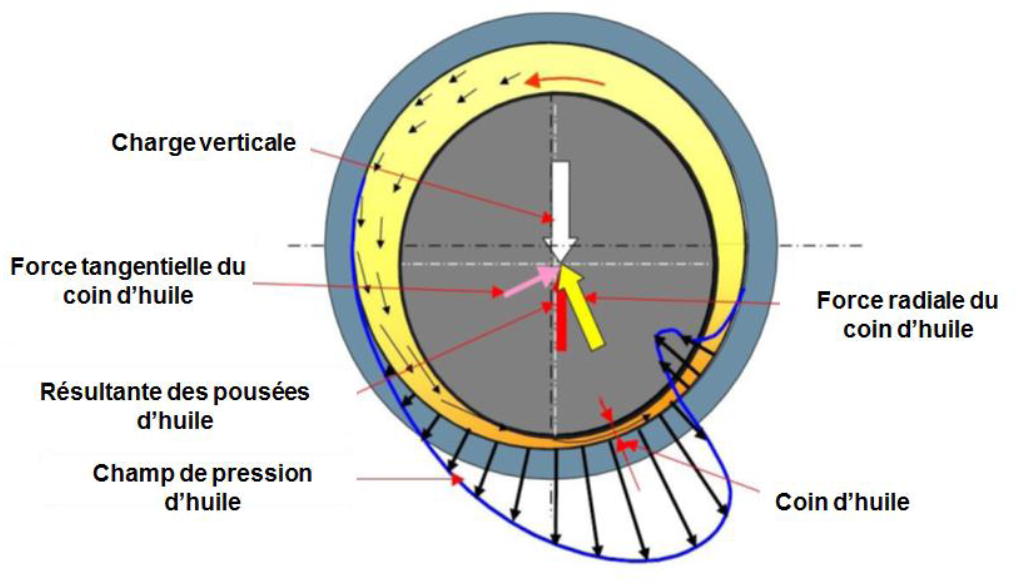 Charge verticale
Force tangentielle du
coin d’huile
Force radiale du
coin d’huile
Résultante des pousées
d’huile
Champ de pression
d’huile
Coin d’huile